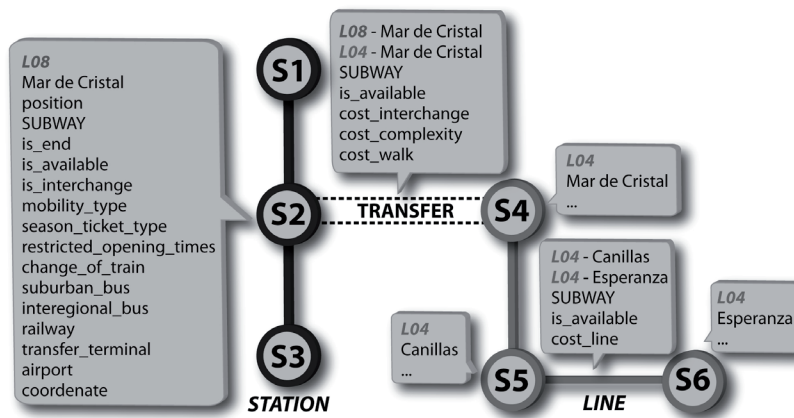 L08
Mar de Cristal
position
SUBWAY
is_end
is_available
is_interchange
mobility_type
season_ticket_type
restricted_opening_times
change_of_train
suburban_bus
interegional_bus
railway
transfer_terminal
airport
coordenate
S1
S2
S3
STATION
L08 - Mar de Cristal
L04 - Mar de Cristal
SUBWAY
is_available
cost_interchange
cost_complexity
cost_walk
TRANSFER
S4
L04
Mar de Cristal
...
L04 - Canillas
L04 - Esperanza
SUBWAY
is_available
cost_line
L04
Canillas
...
S5
LINE
S6
L04
Esperanza
...